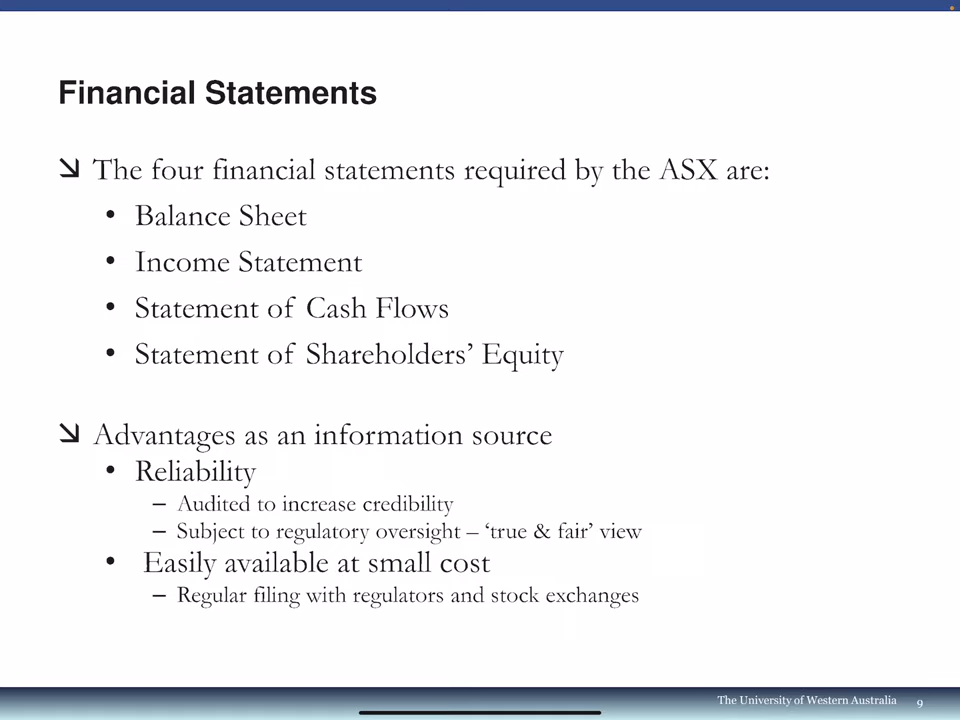 Financial Statements
The four financial statements required by the ASX are:
• Balance Sheet
• Income Statement
• Statement of Cash Flows
• Statement of Shareholders’ Equity
Advantages as an information source
• Reliability
– Audited to increase credibility
– Subject to regulatory oversight – ‘true & fair’ view
• Easily available at small cost
– Regular filing with regulators and stock exchanges
The University of Western Australia 9